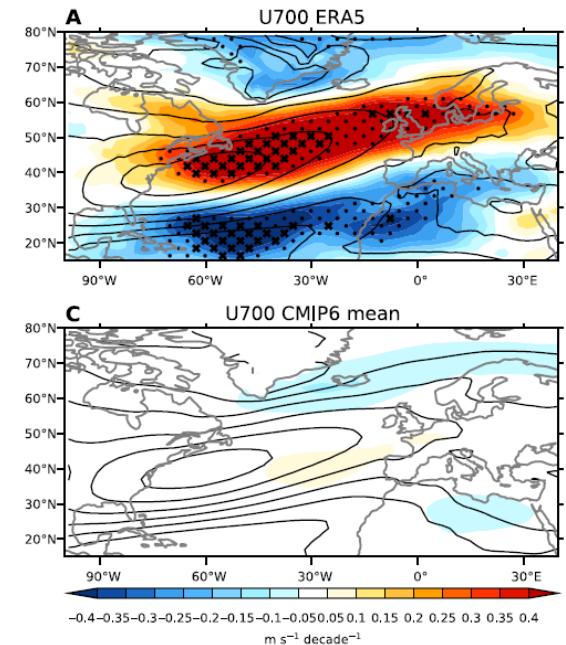 A U700 ERA5
80°N
70°N
60°N
50°N
40°N
30°N
20°N
90°W 60°W 30°W 0° 30°E
C U700 CMIP6 mean
80°N
70°N
60°N
50°N
40°N
30°N
20°N
90°W 60°W 30°W 0° 30°E
−0.4−0.35−0.3−0.25−0.2−0.15−0.1−0.050.05 0.1 0.15 0.2 0.25 0.3 0.35 0.4
m s⁻¹ decade⁻¹